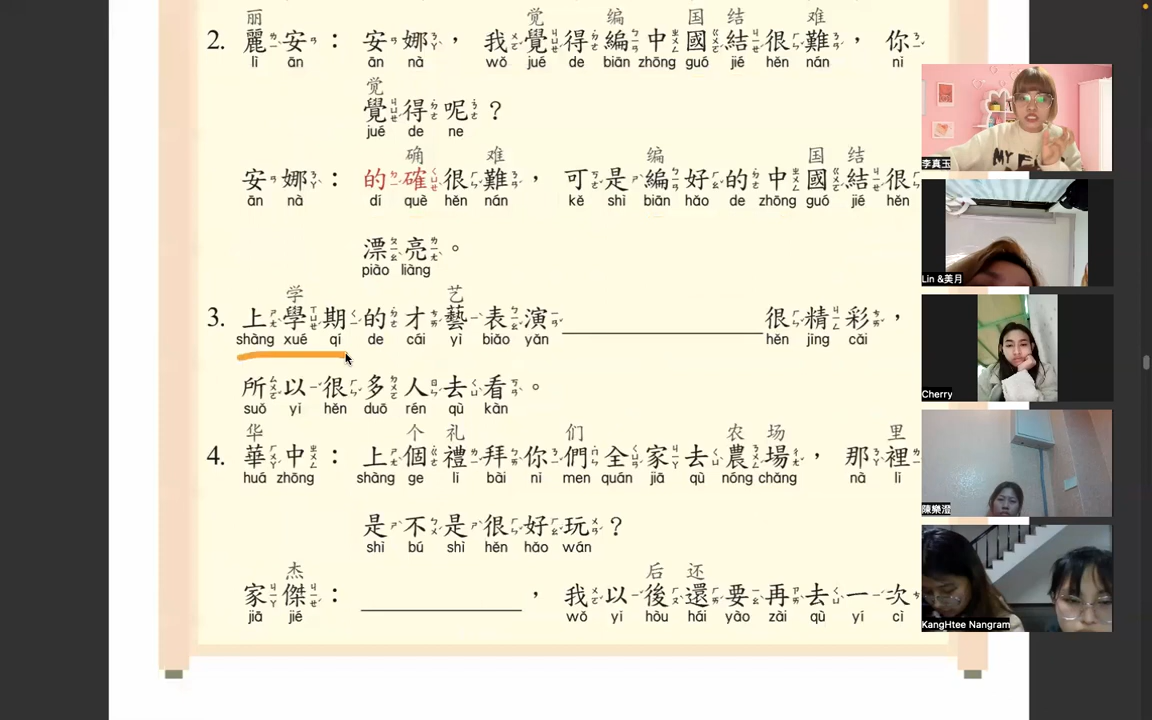 丽 觉 编 国 结 难
2. 麗安： 安娜， 我覺得編中國結很難， 你
lì ān ān nà wǒ jué de biān zhōng guó jié hěn nán nǐ
觉
覺得呢？
jué de ne
确 难 编 国 结
安娜： 的確很難， 可是編好的中國結很
ān nà dí què hěn nán kě shì biān hǎo de zhōng guó jié hěn
漂亮。
piào liàng
学 艺
3. 上學期的才藝表演__________很精彩，
shàng xué qí de cái yì biǎo yǎn hěn jīng cǎi
所以很多人去看。
suǒ yǐ hěn duō rén qù kàn
华 个 礼 们 农 场 里
4. 華中： 上個禮拜你們全家去農場， 那裡
huá zhōng shàng ge lǐ bài nǐ men quán jiā qù nóng chǎng nà lǐ
是不是很好玩？
shì bú shì hěn hǎo wán
杰 后 还
家傑： __________， 我以後還要再去一次
jiā jié wǒ yǐ hòu hái yào zài qù yí cì
李真玉
Lin &美月
Cherry
陳樂澄
KangHtee Nangram